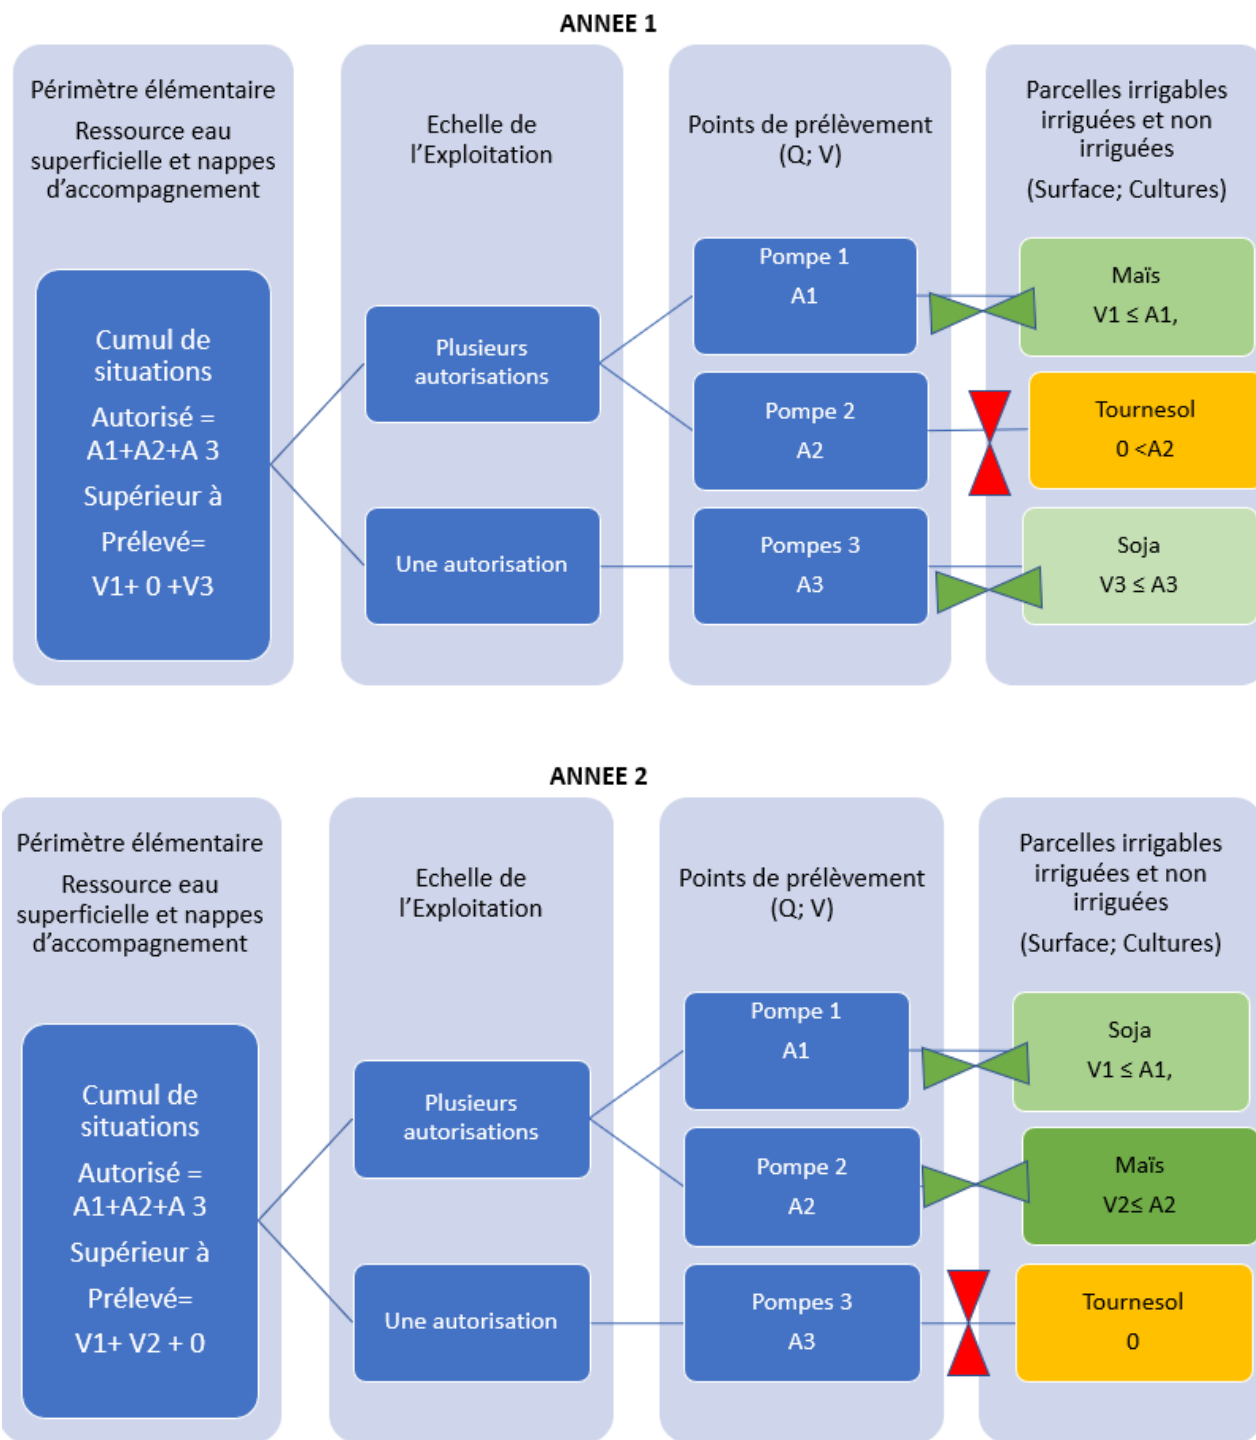 ANNEE 1
Périmètre élémentaire
Ressource eau
superficielle et nappes
d’accompagnement
Cumul de
situations
Autorisé =
A1+A2+A 3
Supérieur à
Prélevé=
V1+ 0 +V3
Echelle de
l’Exploitation
Plusieurs
autorisations
Une autorisation
Points de prélèvement
(Q; V)
Pompe 1
A1
Pompe 2
A2
Pompes 3
A3
Parcelles irrigables
irriguées et non
irriguées
(Surface; Cultures)
Maïs
V1 ≤ A1,
Tournesol
0 <A2
Soja
V3 ≤ A3
ANNEE 2
Périmètre élémentaire
Ressource eau
superficielle et nappes
d’accompagnement
Cumul de
situations
Autorisé =
A1+A2+A 3
Supérieur à
Prélevé=
V1+ V2 + 0
Echelle de
l’Exploitation
Plusieurs
autorisations
Une autorisation
Points de prélèvement
(Q; V)
Pompe 1
A1
Pompe 2
A2
Pompes 3
A3
Parcelles irrigables
irriguées et non
irriguées
(Surface; Cultures)
Soja
V1 ≤ A1,
Maïs
V2≤ A2
Tournesol
0